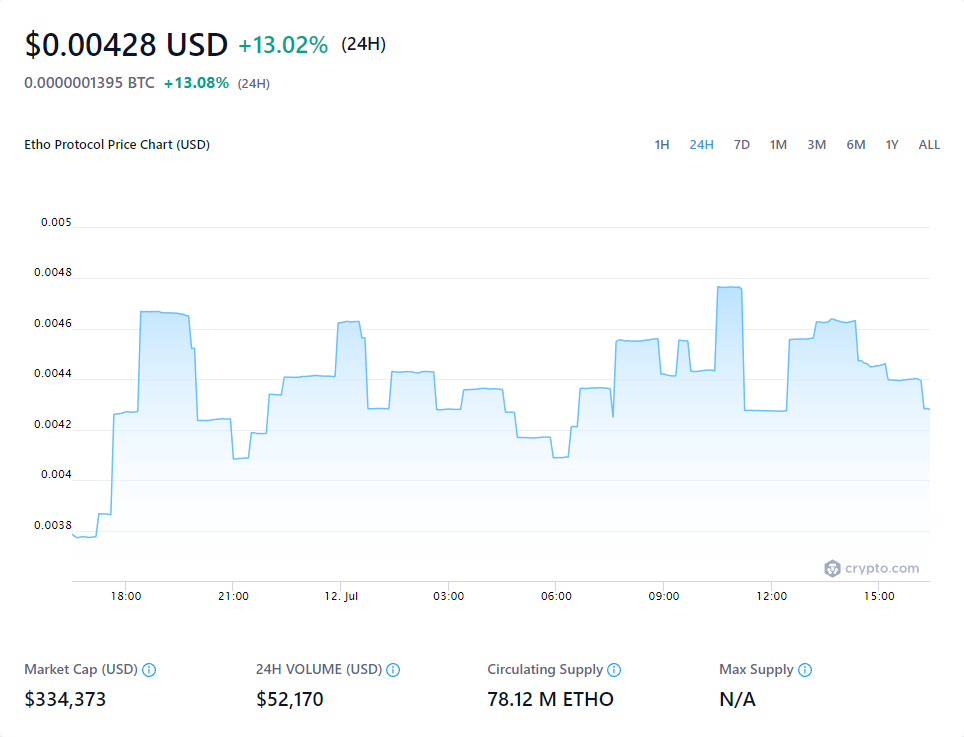 $0.00428 USD +13.02% (24H)
0.0000001395 BTC +13.08% (24H)
Etho Protocol Price Chart (USD) 1H 24H 7D 1M 3M 6M 1Y ALL
0.005
0.0048
0.0046
0.0044
0.0042
0.004
0.0038
crypto.com
18:00 21:00 12. Jul 03:00 06:00 09:00 12:00 15:00
Market Cap (USD) 24H VOLUME (USD) Circulating Supply Max Supply
$334,373 $52,170 78.12 M ETHO N/A